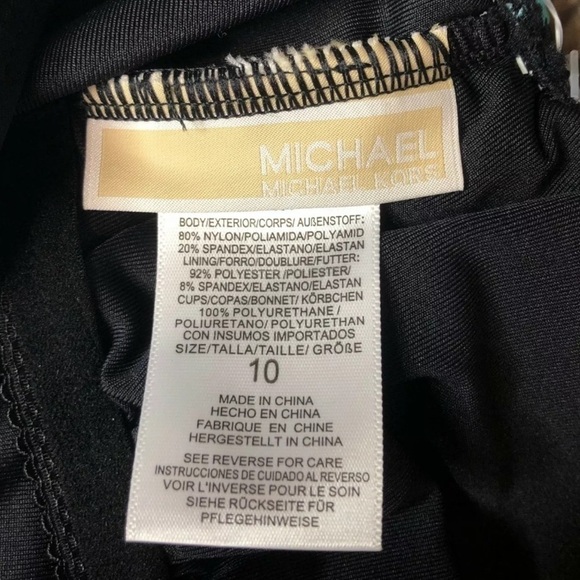 MICHAEL
MICHAEL KORS
BODY/EXTERIOR/CORPS/ AUßENSTOFF:
80% NYLON/POLIAMIDA/POLYAMID
20% SPANDEX/ELASTANO/ELASTAN
LINING/FORRO/DOUBLURE/FUTTER:
92% POLYESTER /POLIESTER/
8% SPANDEX/ELASTANO/ELASTAN
CUPS/COPAS/BONNET/ KÖRBCHEN
100% POLYURETHANE /
POLIURETANO/ POLYURETHAN
CON INSUMOS IMPORTADOS
SIZE/TALLA/TAILLE/ GRÖßE
10
MADE IN CHINA
HECHO EN CHINA
FABRIQUE EN CHINE
HERGESTELLT IN CHINA
SEE REVERSE FOR CARE
INSTRUCCIONES DE CUIDADO AL REVERSO
VOIR L'INVERSE POUR LE SOIN
SIEHE RÜCKSEITE FÜR
PFLEGEHINWEISE